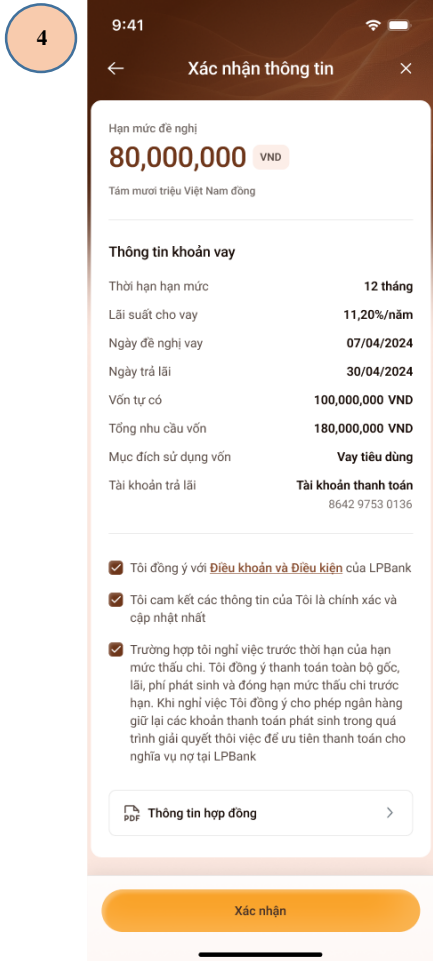 4
9:41
Xác nhận thông tin
Hạn mức đề nghị
80,000,000 VND
Tám mươi triệu Việt Nam đồng
Thông tin khoản vay
Thời hạn hạn mức 12 tháng
Lãi suất cho vay 11,20%/năm
Ngày đề nghị vay 07/04/2024
Ngày trả lãi 30/04/2024
Vốn tự có 100,000,000 VND
Tổng nhu cầu vốn 180,000,000 VND
Mục đích sử dụng vốn Vay tiêu dùng
Tài khoản trả lãi Tài khoản thanh toán
8642 9753 0136
Tôi đồng ý với Điều khoản và Điều kiện của LPBank
Tôi cam kết các thông tin của Tôi là chính xác và
cập nhật nhất
Trường hợp tôi nghỉ việc trước thời hạn của hạn
mức thấu chi. Tôi đồng ý thanh toán toàn bộ gốc,
lãi, phí phát sinh và đóng hạn mức thấu chi trước
hạn. Khi nghỉ việc Tôi đồng ý cho phép ngân hàng
giữ lại các khoản thanh toán phát sinh trong quá
trình giải quyết thôi việc để ưu tiên thanh toán cho
nghĩa vụ nợ tại LPBank
PDF Thông tin hợp đồng
Xác nhận